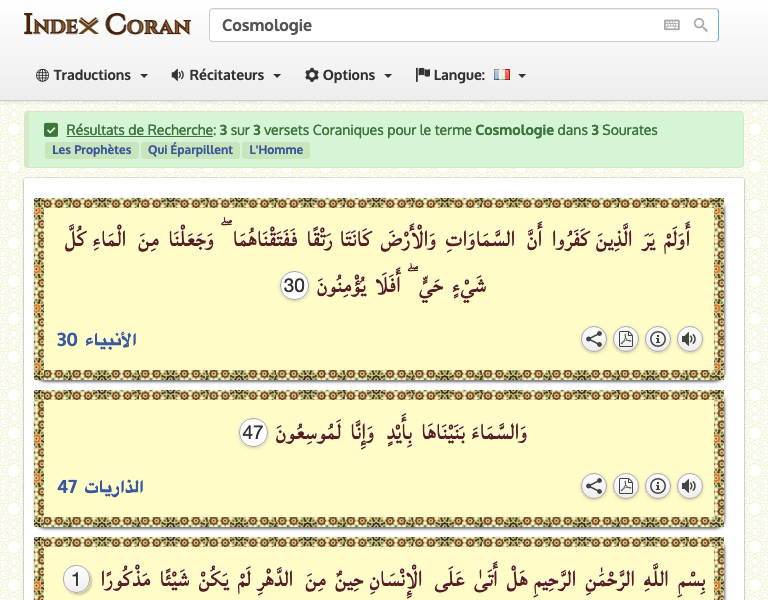 Index Coran
Cosmologie
Traductions Récitateurs Options Langue:
Résultats de Recherche: 3 sur 3 versets Coraniques pour le terme Cosmologie dans 3 Sourates
Les Prophètes Qui Éparpillent L'Homme
أَوَلَمْ يَرَ الَّذِينَ كَفَرُوا أَنَّ السَّمَاوَاتِ وَالْأَرْضَ كَانَتَا رَتْقًا فَفَتَقْنَاهُمَا ۖ وَجَعَلْنَا مِنَ الْمَاءِ كُلَّ
شَيْءٍ حَيٍّ ۖ أَفَلَا يُؤْمِنُونَ 30
الأنبياء 30
وَالسَّمَاءَ بَنَيْنَاهَا بِأَيْدٍ وَإِنَّا لَمُوسِعُونَ 47
الذاريات 47
بِسْمِ اللَّهِ الرَّحْمَٰنِ الرَّحِيمِ هَلْ أَتَىٰ عَلَى الْإِنْسَانِ حِينٌ مِنَ الدَّهْرِ لَمْ يَكُنْ شَيْئًا مَذْكُورًا 1